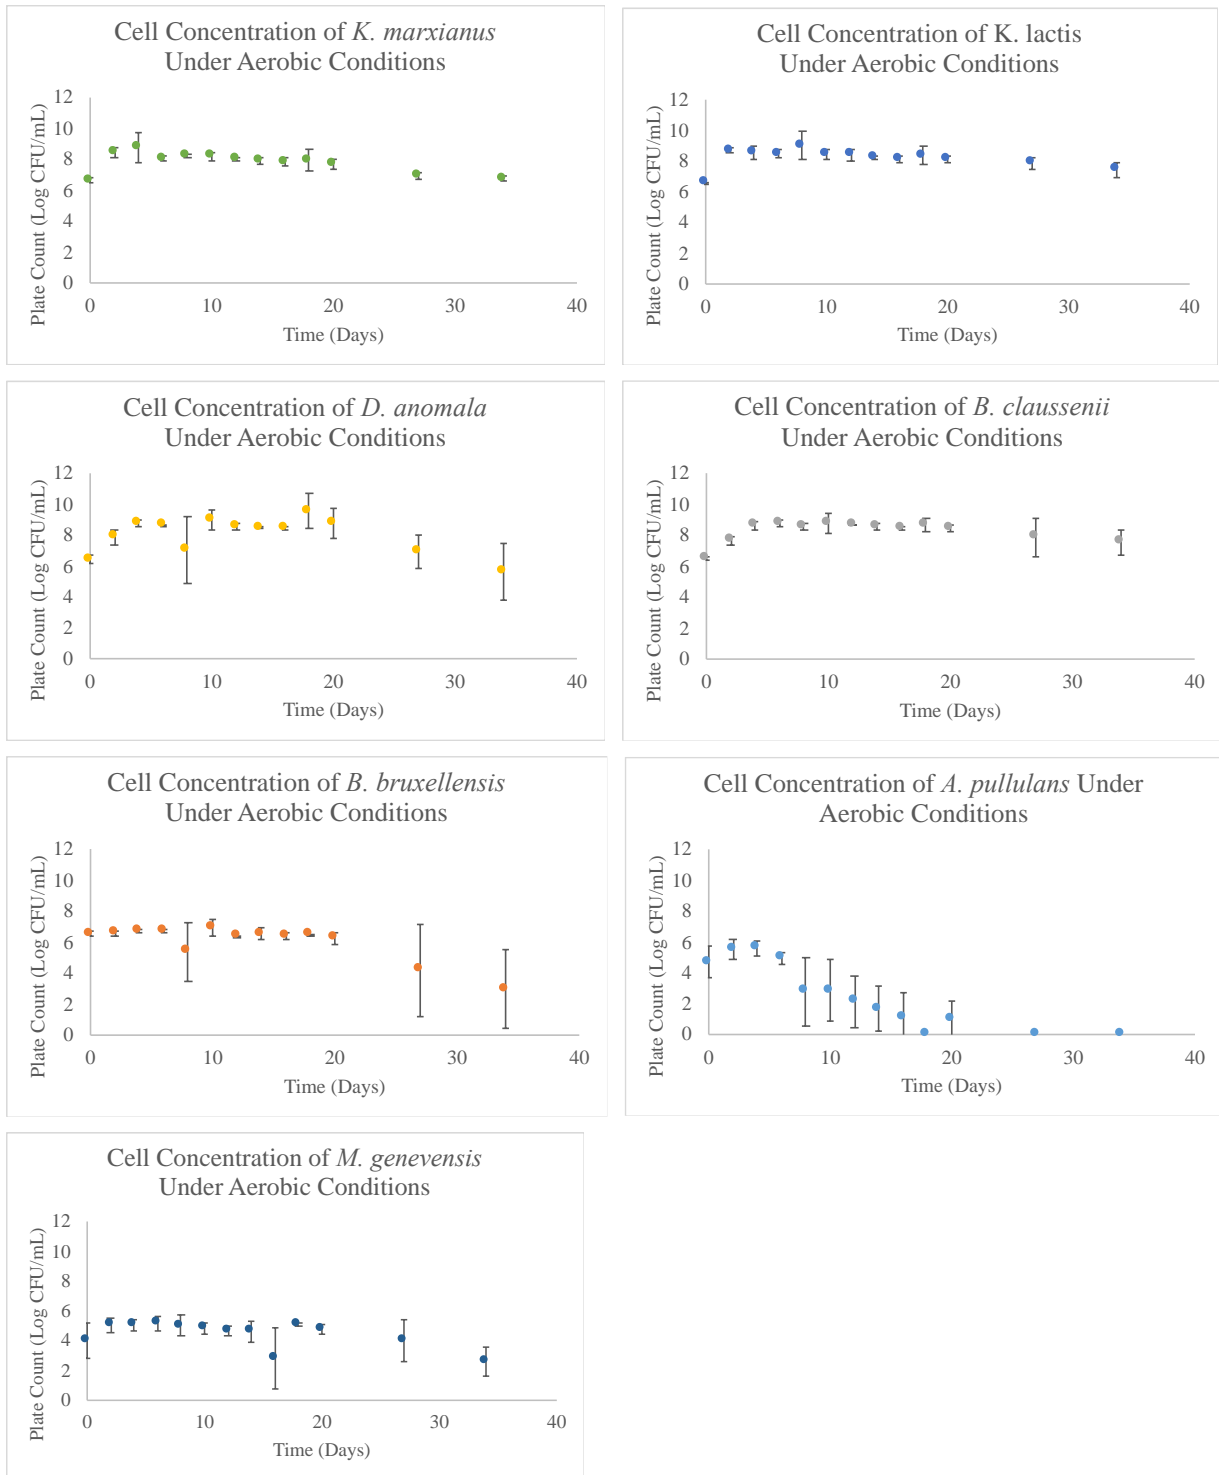 Cell Concentration of K. marxianus
Under Aerobic Conditions
Plate Count (Log CFU/mL)
12
10
8
6
4
2
0
0 10 20 30 40
Time (Days)
Cell Concentration of K. lactis
Under Aerobic Conditions
Plate Count (Log CFU/mL)
12
10
8
6
4
2
0
0 10 20 30 40
Time (Days)
Cell Concentration of D. anomala
Under Aerobic Conditions
Plate Count (Log CFU/mL)
12
10
8
6
4
2
0
0 10 20 30 40
Time (Days)
Cell Concentration of B. claussenii
Under Aerobic Conditions
Plate Count (Log CFU/mL)
12
10
8
6
4
2
0
0 10 20 30 40
Time (Days)
Cell Concentration of B. bruxellensis
Under Aerobic Conditions
Plate Count (Log CFU/mL)
12
10
8
6
4
2
0
0 10 20 30 40
Time (Days)
Cell Concentration of A. pullulans Under
Aerobic Conditions
Plate Count (Log CFU/mL)
12
10
8
6
4
2
0
0 10 20 30 40
Time (Days)
Cell Concentration of M. genevensis
Under Aerobic Conditions
Plate Count (Log CFU/mL)
12
10
8
6
4
2
0
0 10 20 30 40
Time (Days)